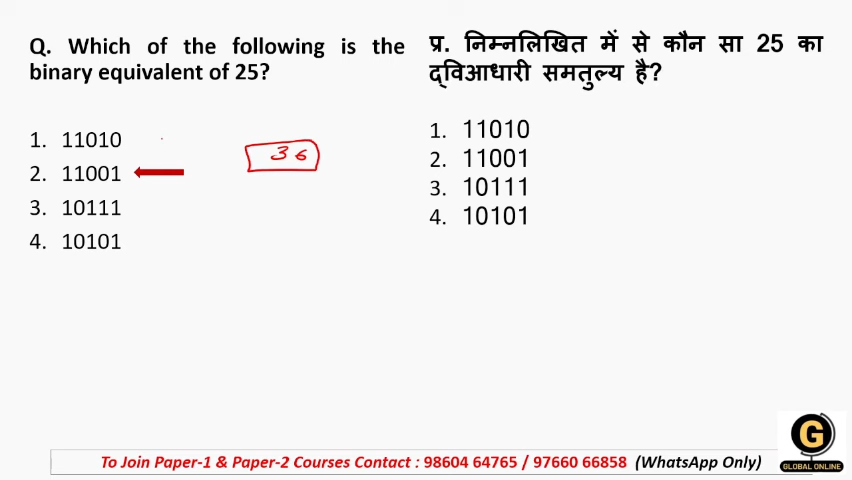 Q. Which of the following is the
binary equivalent of 25?
1. 11010
2. 11001
3. 10111
4. 10101
36
प्र. निम्नलिखित में से कौन सा 25 का
द्विआधारी समतुल्य है?
1. 11010
2. 11001
3. 10111
4. 10101
G
GLOBAL ONLINE
To Join Paper-1 & Paper-2 Courses Contact : 98604 64765 / 97660 66858 (WhatsApp Only)